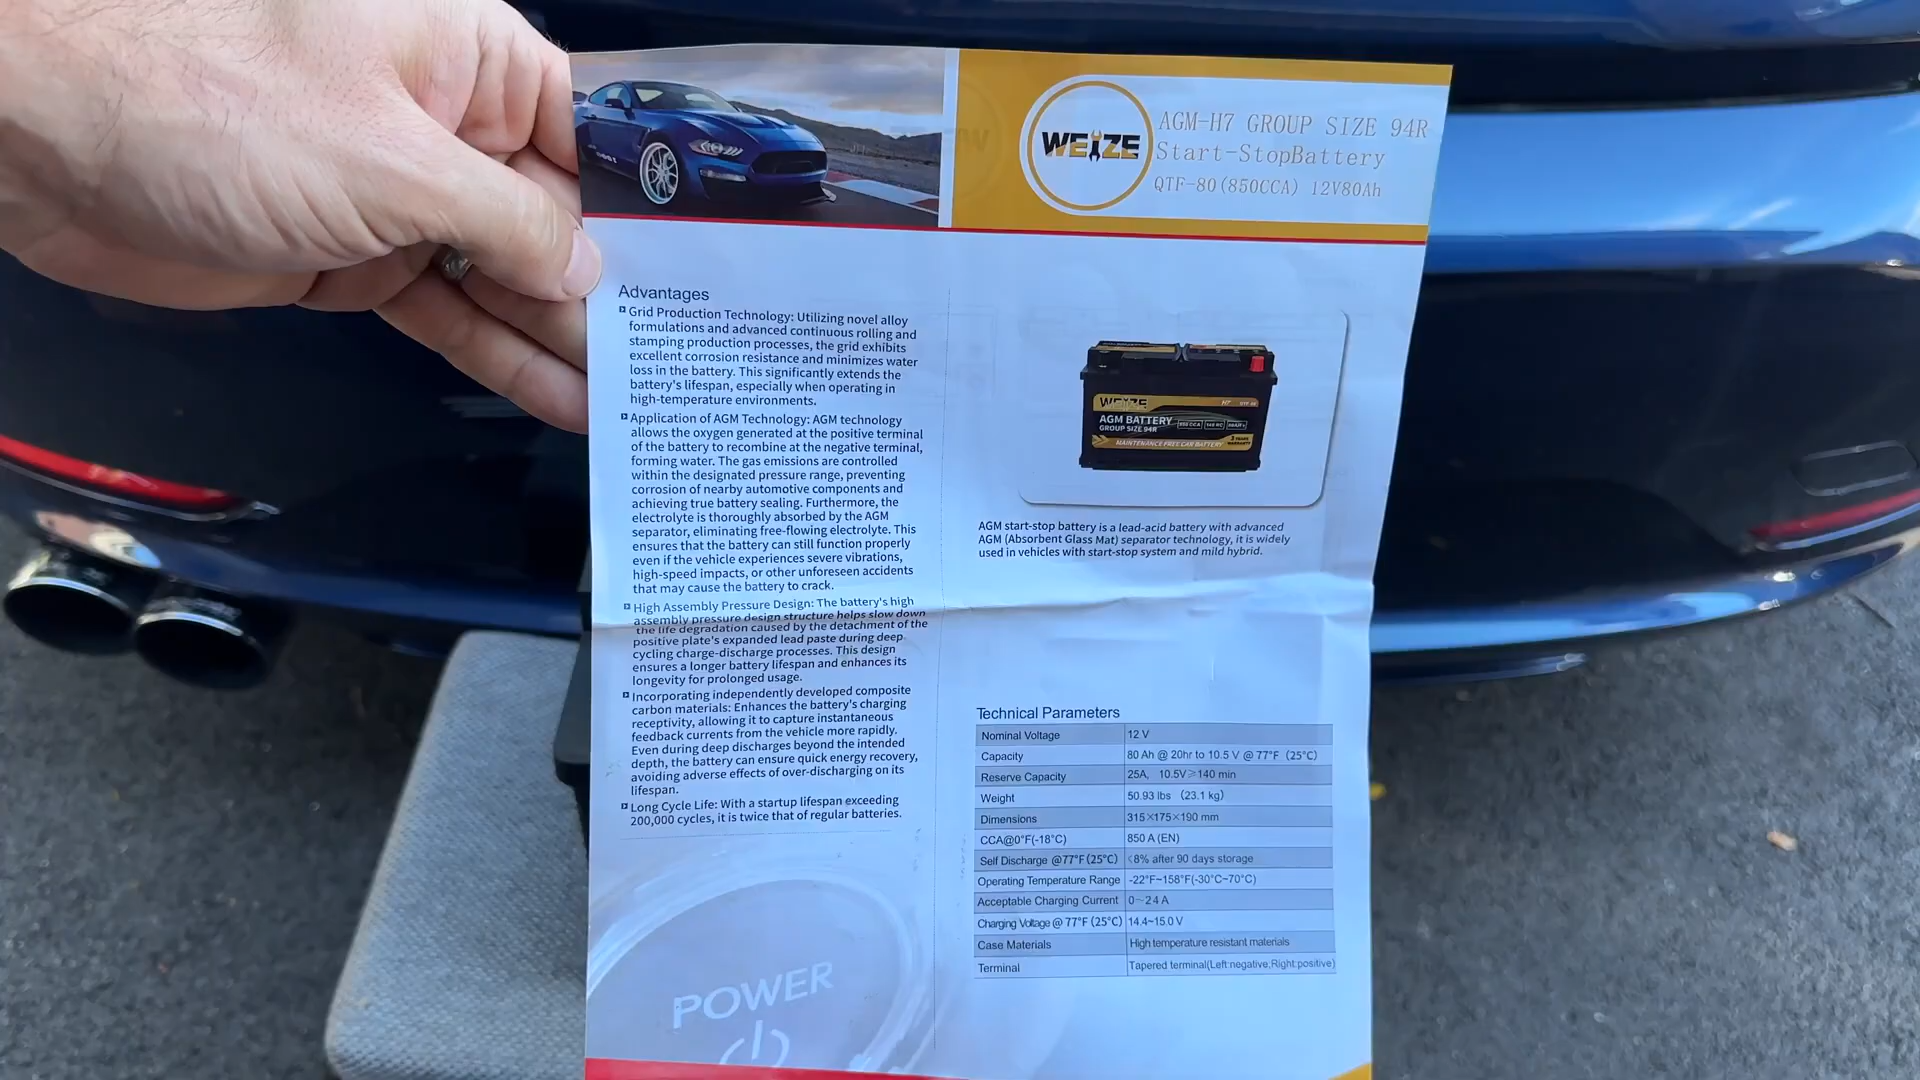 WEIZE
AGM-H7 GROUP SIZE 94R
Start-StopBattery
QTF-80(850CCA) 12V80Ah
Advantages
Grid Production Technology: Utilizing novel alloy
formulations and advanced continuous rolling and
stamping production processes, the grid exhibits
excellent corrosion resistance and minimizes water
loss in the battery. This significantly extends the
battery's lifespan, especially when operating in
high-temperature environments.
Application of AGM Technology: AGM technology
allows the oxygen generated at the positive terminal
of the battery to recombine at the negative terminal,
forming water. The gas emissions are controlled
within the designated pressure range, preventing
corrosion of nearby automotive components and
achieving true battery sealing. Furthermore, the
electrolyte is thoroughly absorbed by the AGM
separator, eliminating free-flowing electrolyte. This
ensures that the battery can still function properly
even if the vehicle experiences severe vibrations,
high-speed impacts, or other unforeseen accidents
that may cause the battery to crack.
High Assembly Pressure Design: The battery's high
assembly pressure design structure helps slow down
the life degradation caused by the detachment of the
positive plate's expanded lead paste during deep
cycling charge-discharge processes. This design
ensures a longer battery lifespan and enhances its
longevity for prolonged usage.
Incorporating independently developed composite
carbon materials: Enhances the battery's charging
receptivity, allowing it to capture instantaneous
feedback currents from the vehicle more rapidly.
Even during deep discharges beyond the intended
depth, the battery can ensure quick energy recovery,
avoiding adverse effects of over-discharging on its
lifespan.
Long Cycle Life: With a startup lifespan exceeding
200,000 cycles, it is twice that of regular batteries.
POWER
WEIZE
H7
AGM BATTERY
GROUP SIZE 94R
850 CCA
MAINTENANCE FREE CAR BATTERY
AGM start-stop battery is a lead-acid battery with advanced
AGM (Absorbent Glass Mat) separator technology, it is widely
used in vehicles with start-stop system and mild hybrid.
Technical Parameters
Nominal Voltage 12 V
Capacity 80 Ah @ 20hr to 10.5 V @ 77°F (25°C)
Reserve Capacity 25A, 10.5V≥140 min
Weight 50.93 lbs (23.1 kg)
Dimensions 315×175×190 mm
CCA@0°F(-18°C) 850 A (EN)
Self Discharge @77°F (25°C) <8% after 90 days storage
Operating Temperature Range -22°F~158°F(-30°C~70°C)
Acceptable Charging Current 0~24 A
Charging Voltage @ 77°F (25°C) 14.4~15.0 V
Case Materials High temperature resistant materials
Terminal Tapered terminal(Left:negative,Right:positive)